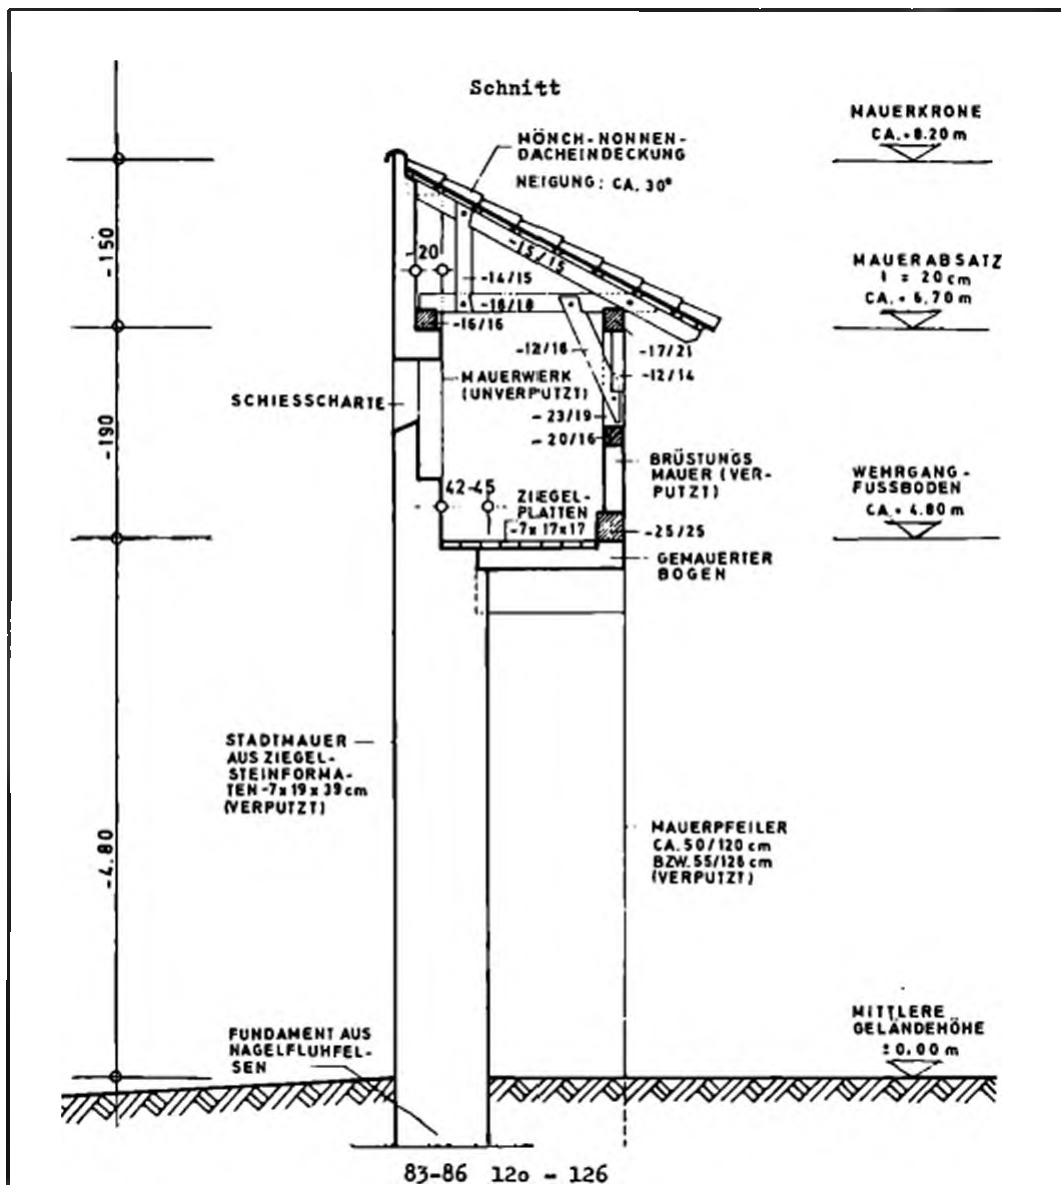 Schnitt
MAUERKRONE
CA. + 8.20 m
MÖNCH-NONNEN-
DACHEINDECKUNG
NEIGUNG: CA. 30°
~150
~20
~15/15
~14/15
~18/18
~16/16
MAUERABSATZ
t = 20 cm
CA. + 6.70 m
~17/21
~12/16
~12/14
MAUERWERK
(UNVERPUTZT)
SCHIESSCHARTE
~23/19
~20/16
~190
BRÜSTUNGS
MAUER (VER-
PUTZT)
WEHRGANG-
FUSSBODEN
CA. + 4.80 m
42-45
ZIEGEL-
PLATTEN
~7x17x17
~25/25
GEMAUERTER
BOGEN
STADTMAUER
AUS ZIEGEL-
STEINFORMA-
TEN ~7x19x39 cm
(VERPUTZT)
~4.80
MAUERPFEILER
CA. 50/120 cm
BZW. 55/126 cm
(VERPUTZT)
FUNDAMENT AUS
NAGELFLUHFEL-
SEN
MITTLERE
GELÄNDEHÖHE
±0.00 m
83-86 12o - 126